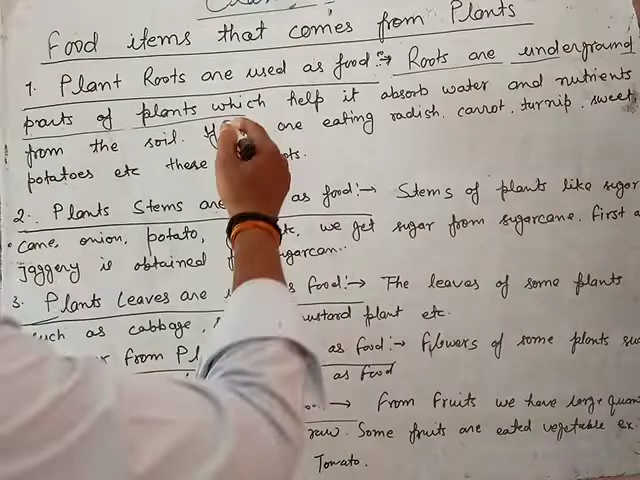 Food items that comes from Plants
1. Plant Roots are used as food :→ Roots are underground
parts of plants which help it absorb water and nutrients
from the soil. are eating radish. carrot. turnip. sweet
potatoes etc these
2. Plants Stems are as food :→ Stems of plants like sugar
cane, onion, potato, etc. we get sugar from sugarcane. First a
jaggery is obtained sugarcan..
3. Plants Leaves are food :→ The leaves of some plants
such as cabbage, mustard plant etc.
from Pl as food :→ Flowers of some plants suc
as food
→ From fruits we have large quan
raw. Some fruits are eated vegetable ex.
Tomato.